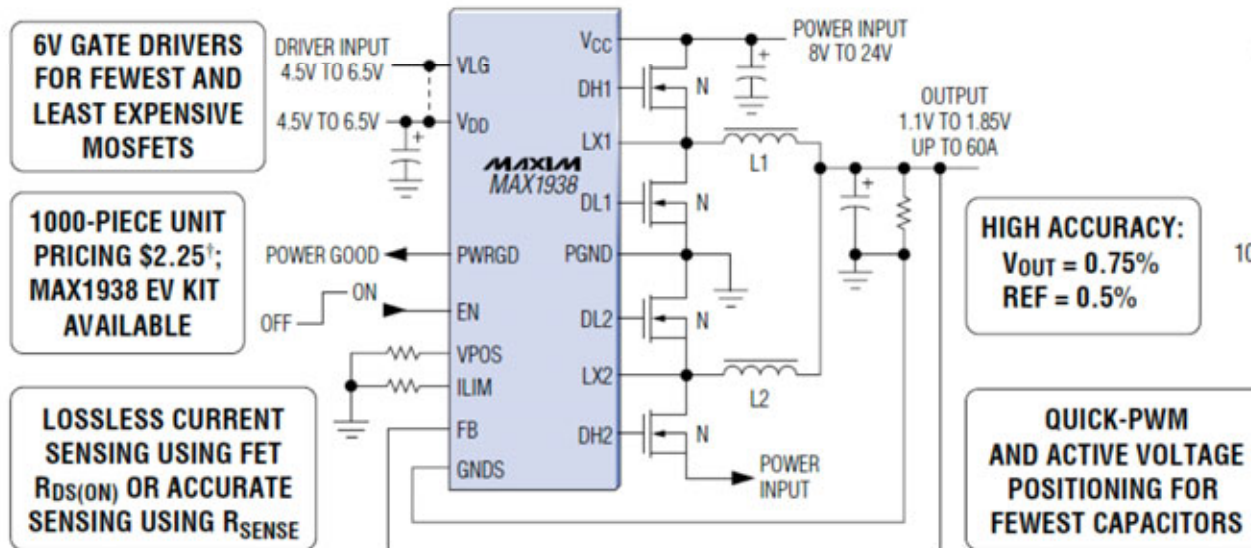 6V GATE DRIVERS
FOR FEWEST AND
LEAST EXPENSIVE
MOSFETS
1000-PIECE UNIT
PRICING $2.25†;
MAX1938 EV KIT
AVAILABLE
LOSSLESS CURRENT
SENSING USING FET
RDS(ON) OR ACCURATE
SENSING USING RSENSE
DRIVER INPUT
4.5V TO 6.5V
4.5V TO 6.5V
+
POWER GOOD
ON
OFF
VLG
VDD
MAXIM
MAX1938
PWRGD
EN
VPOS
ILIM
FB
GNDS
VCC
DH1
LX1
DL1
PGND
DL2
LX2
DH2
N
N
N
N
+
POWER INPUT
8V TO 24V
L1
L2
POWER
INPUT
OUTPUT
1.1V TO 1.85V
UP TO 60A
+
HIGH ACCURACY:
VOUT = 0.75%
REF = 0.5%
10
QUICK-PWM
AND ACTIVE VOLTAGE
POSITIONING FOR
FEWEST CAPACITORS